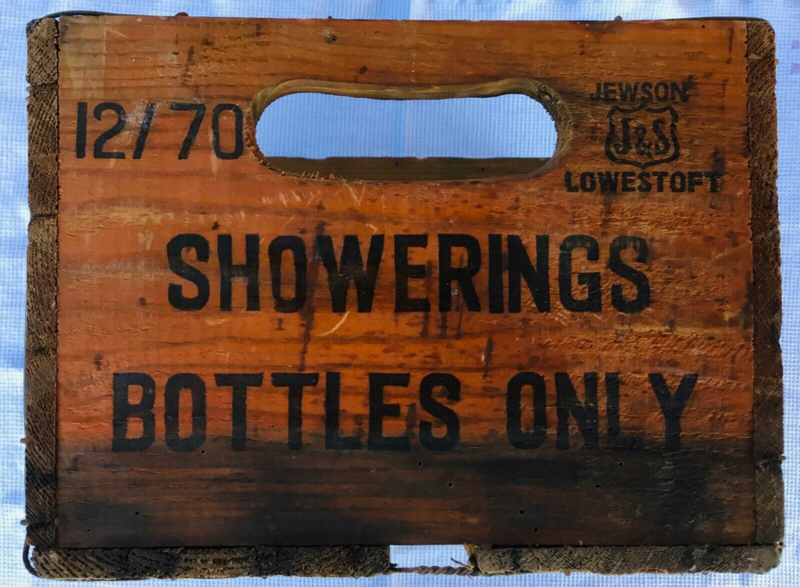 12/70
JEWSON
J&S
LOWESTOFT
SHOWERINGS
BOTTLES ONLY